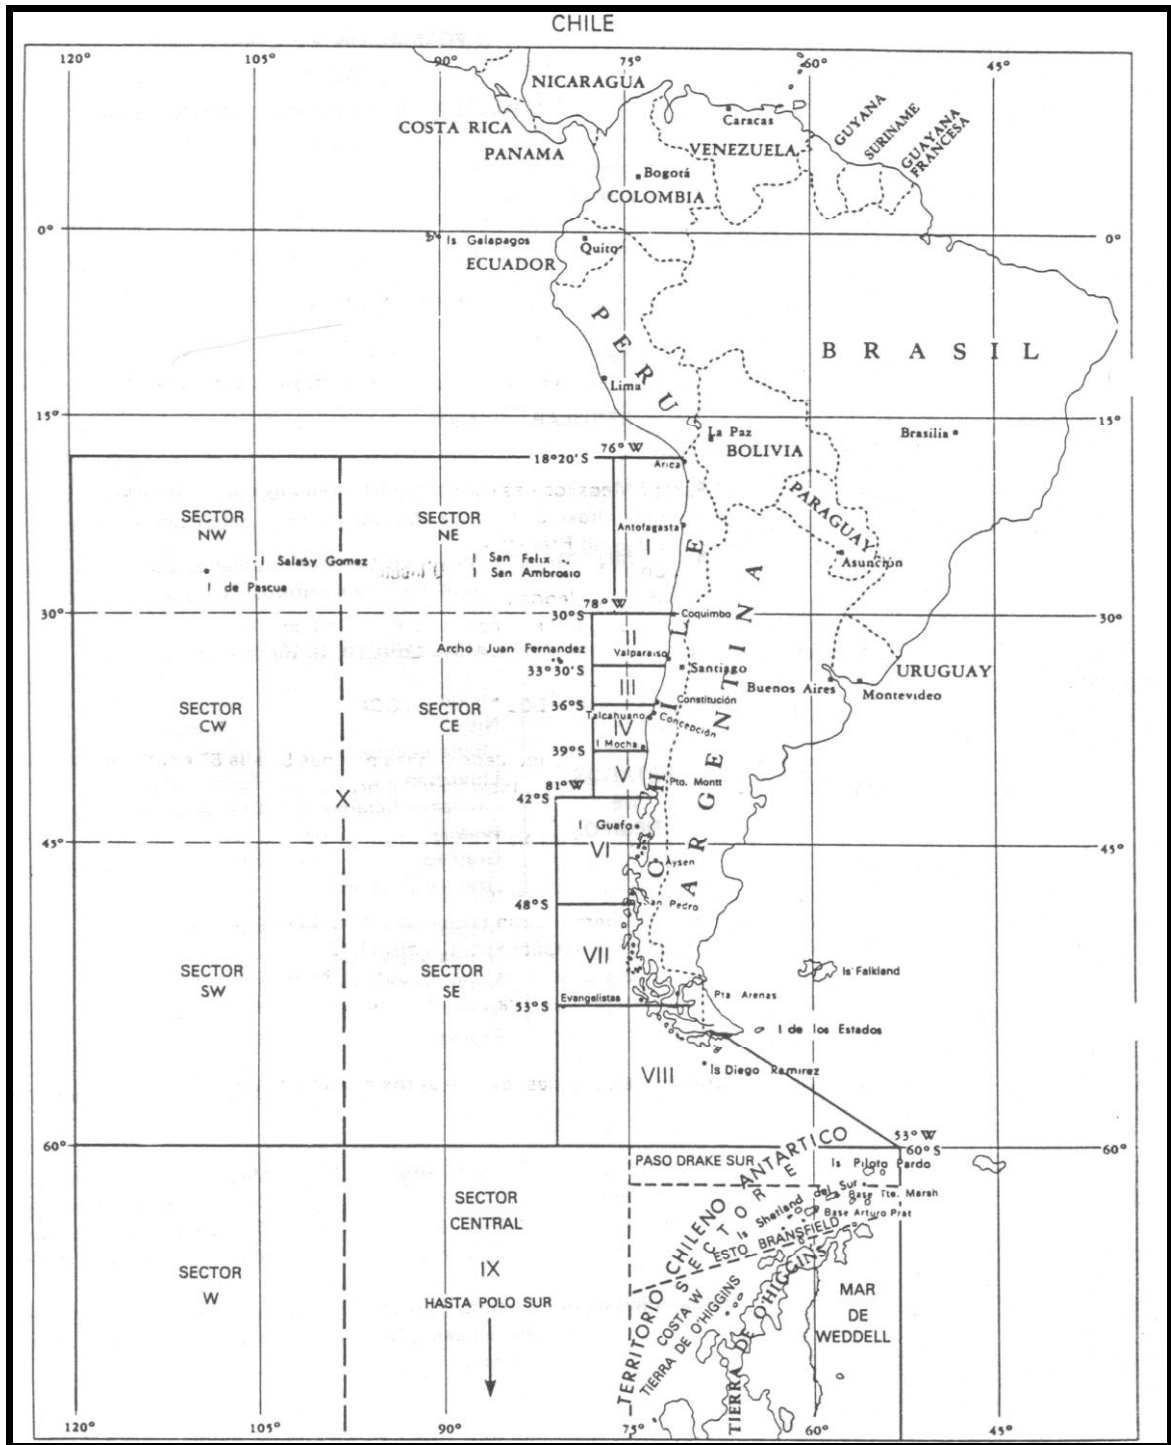 CHILE
120° 105° 90° 75° 60° 45°
NICARAGUA
COSTA RICA
PANAMA
Caracas
VENEZUELA
GUYANA
SURINAME
GUAYANA
FRANCESA
Bogotá
COLOMBIA
0° 0°
Is Galapagos
Quito
ECUADOR
PERU
BRASIL
Lima
15° 15°
La Paz
BOLIVIA
Brasilia
76° W
18°20'S
Arica
PARAGUAY
Asunción
SECTOR
NW
SECTOR
NE
Antofagasta
I
I Salasy Gomez
I de Pascua
I San Felix
I San Ambrosio
CHILE
ARGENTINA
78° W
30° 30°S 30°
Coquimbo
II
Archo Juan Fernandez
Valparaiso
33°30'S
Santiago
URUGUAY
Buenos Aires
Montevideo
III
Constitución
36°S
SECTOR
CW
SECTOR
CE
Talcahuano
Concepción
IV
I Mocha
39°S
V
Pto. Montt
81°W
42°S
X
I Guafo
45° 45°
VI
Aysen
48°S
San Pedro
VII
SECTOR
SW
SECTOR
SE
Is Falkland
Evangelistas
Pta Arenas
53°S
I de los Estados
VIII
Is Diego Ramirez
53°W
60° 60°S 60°
PASO DRAKE SUR
Is Piloto Pardo
TERRITORIO CHILENO ANTARTICO
SECTORE
Is Shetland del Sur
Base Tte. Marsh
Base Arturo Prat
ESTO BRANSFIELD
SECTOR
CENTRAL
IX
HASTA POLO SUR
SECTOR
W
COSTA W
TIERRA DE O'HIGGINS
TIERRA DE O'HIGGINS
MAR
DE
WEDDELL
120° 105° 90° 75° 60° 45°